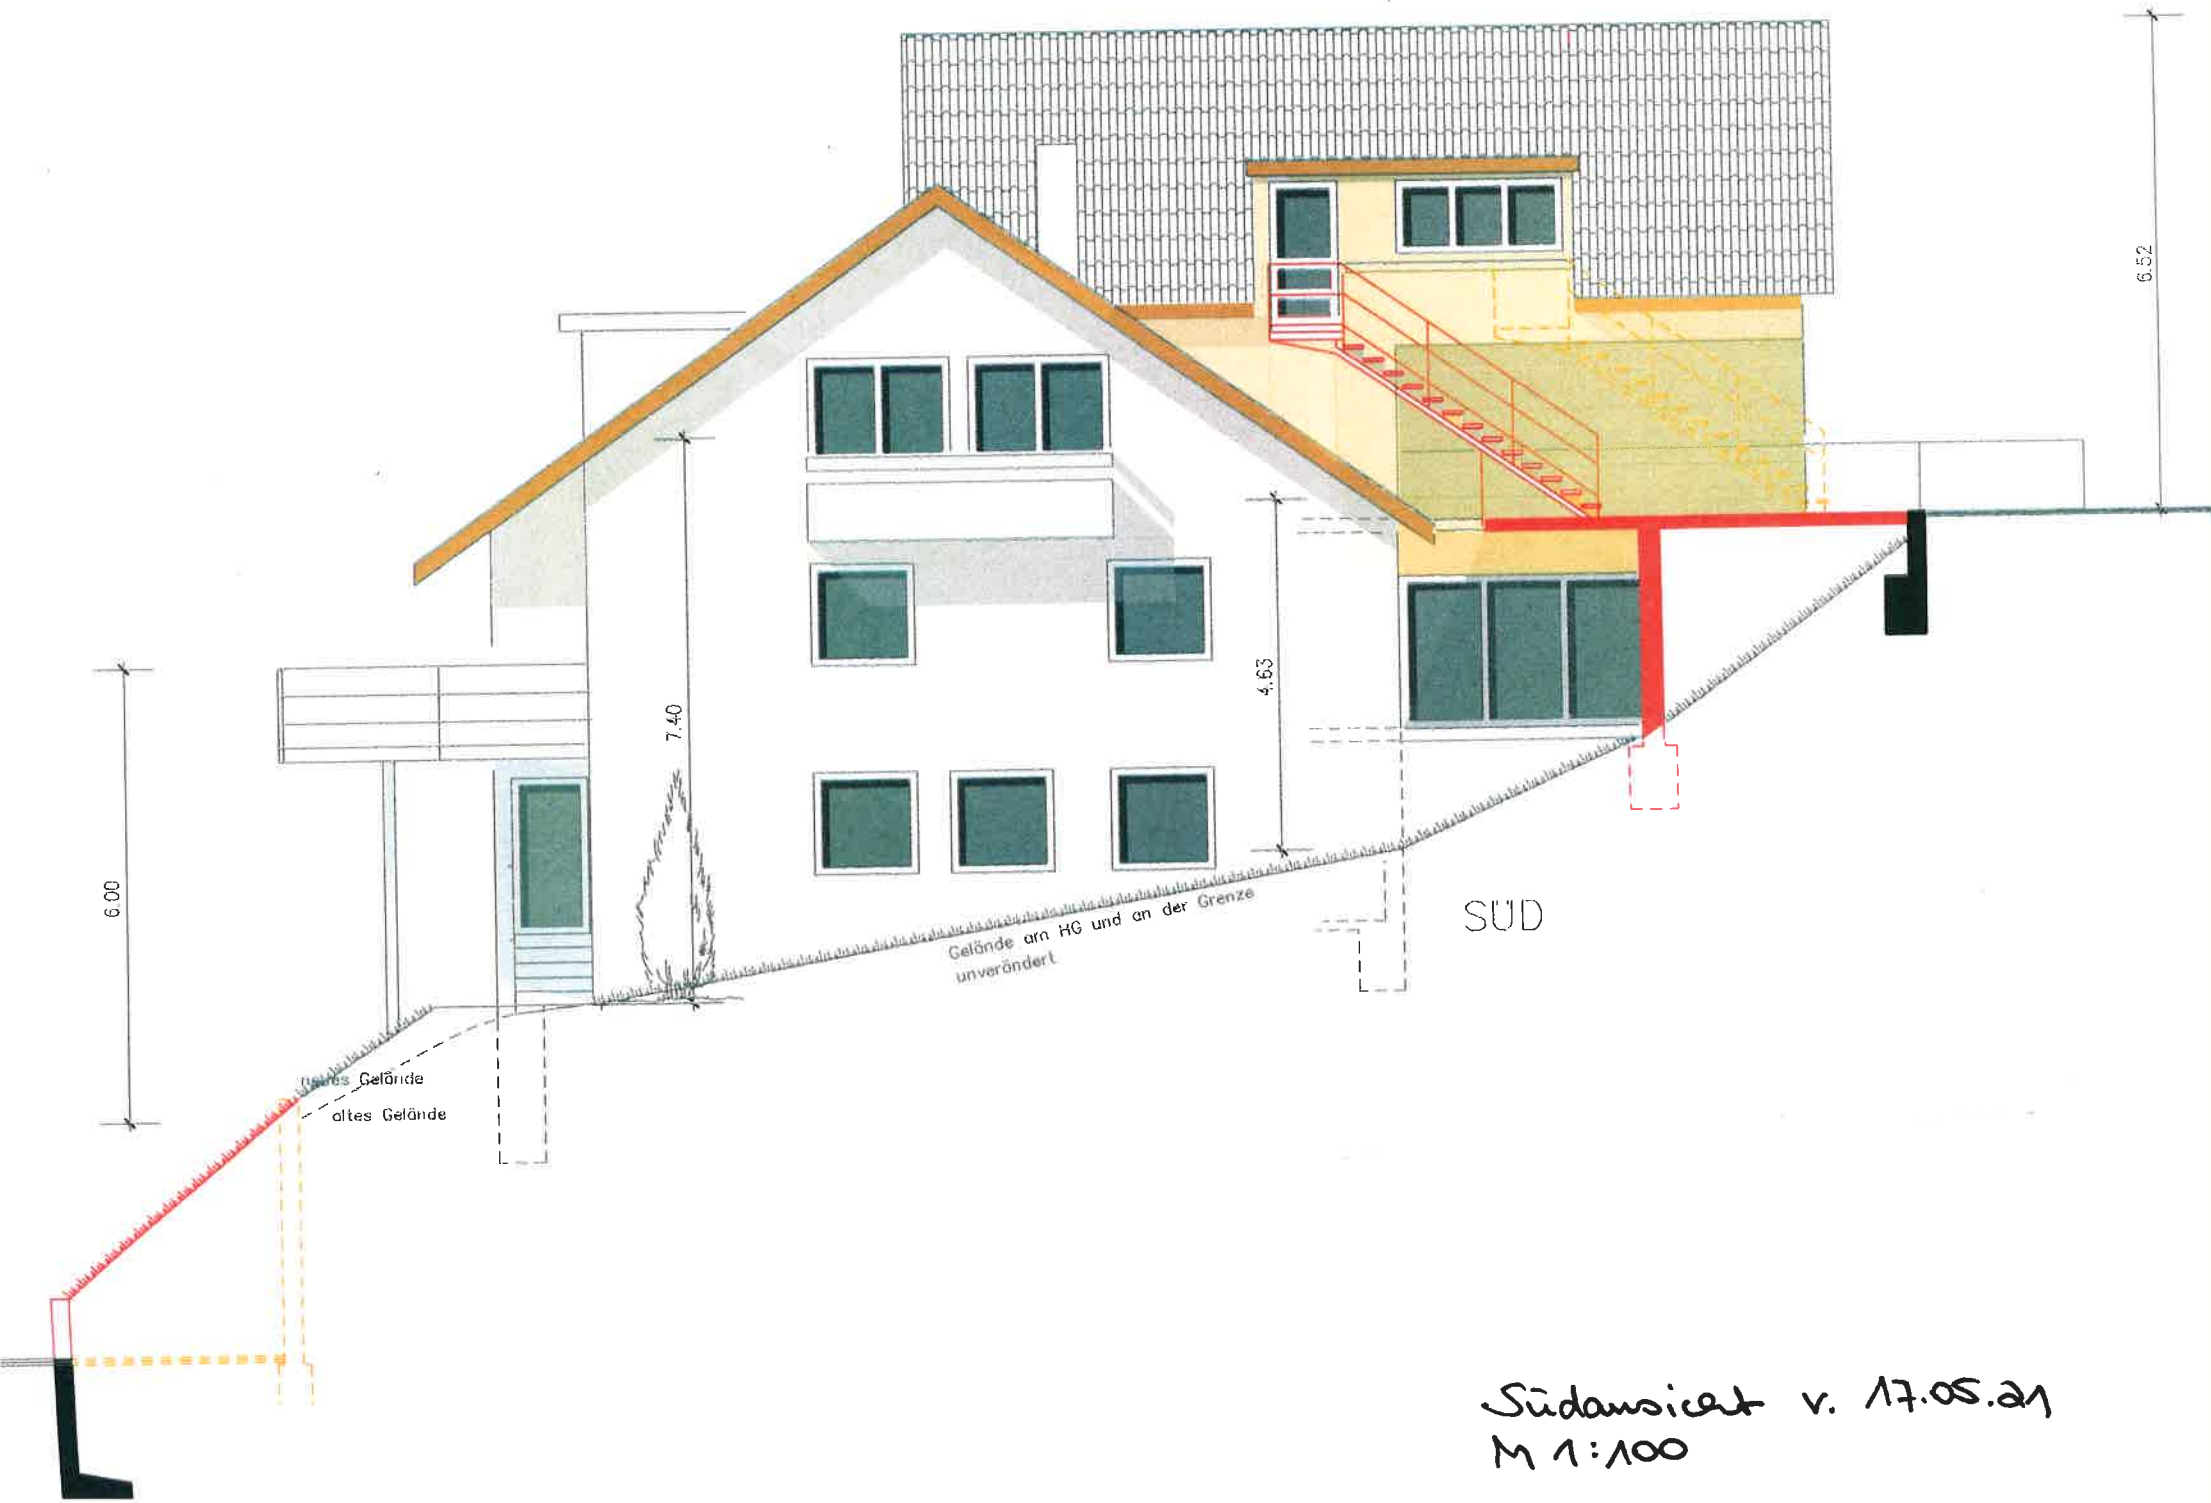 6.52
7.40
4.63
6.00
SÜD
Gelände am HG und an der Grenze
unverändert
neues Gelände
altes Gelände
Südansicht v. 17.05.21
M 1:100